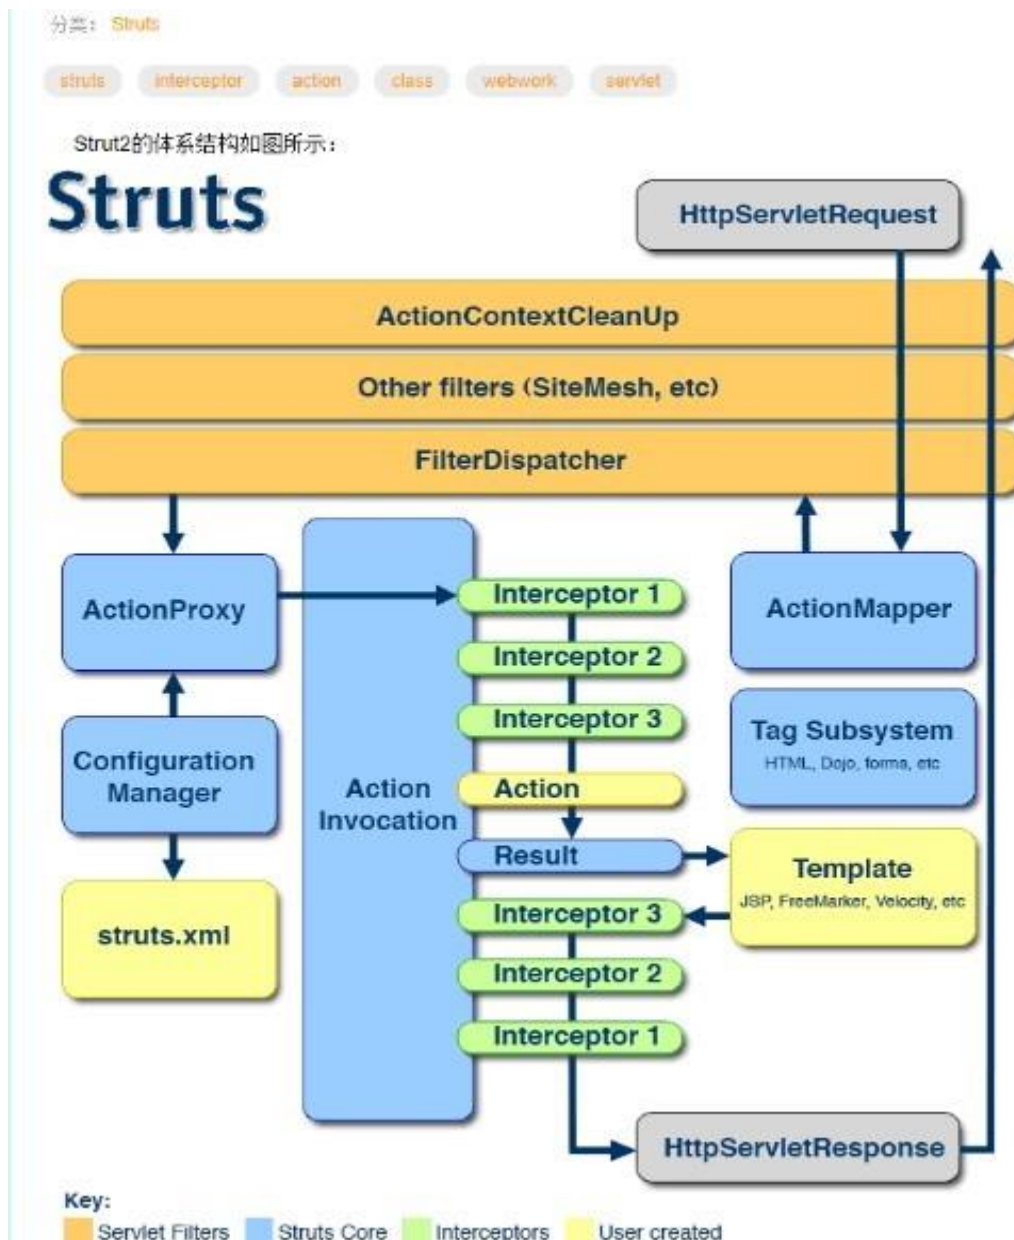 分类： Struts
struts interceptor action class webwork servlet
Strut2的体系结构如图所示：
Struts
HttpServletRequest
ActionContextCleanUp
Other filters (SiteMesh, etc)
FilterDispatcher
ActionProxy
Interceptor 1
ActionMapper
Interceptor 2
Interceptor 3
Tag Subsystem
HTML, Dojo, forms, etc
Configuration
Manager
Action
Invocation
Action
Result
Template
JSP, FreeMarker, Velocity, etc
struts.xml
Interceptor 3
Interceptor 2
Interceptor 1
HttpServletResponse
Key:
Servlet Filters Struts Core Interceptors User created